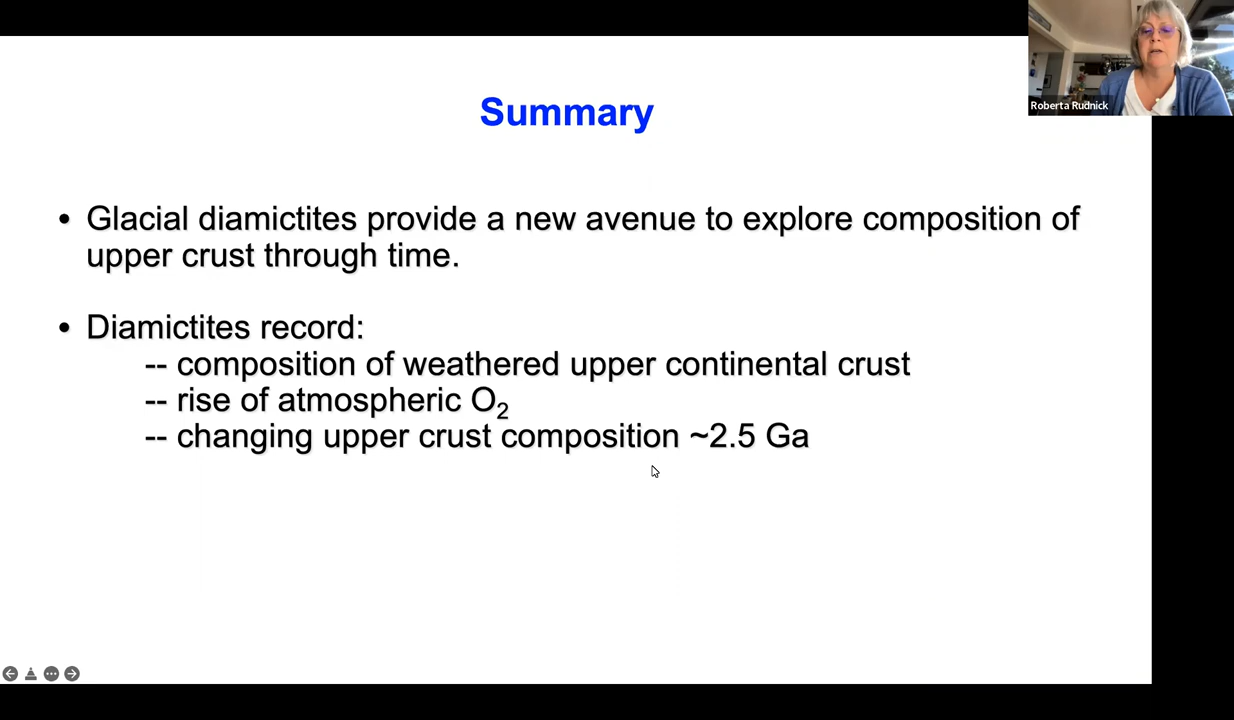 Roberta Rudnick
Summary
• Glacial diamictites provide a new avenue to explore composition of
upper crust through time.
• Diamictites record:
-- composition of weathered upper continental crust
-- rise of atmospheric O₂
-- changing upper crust composition ~2.5 Ga